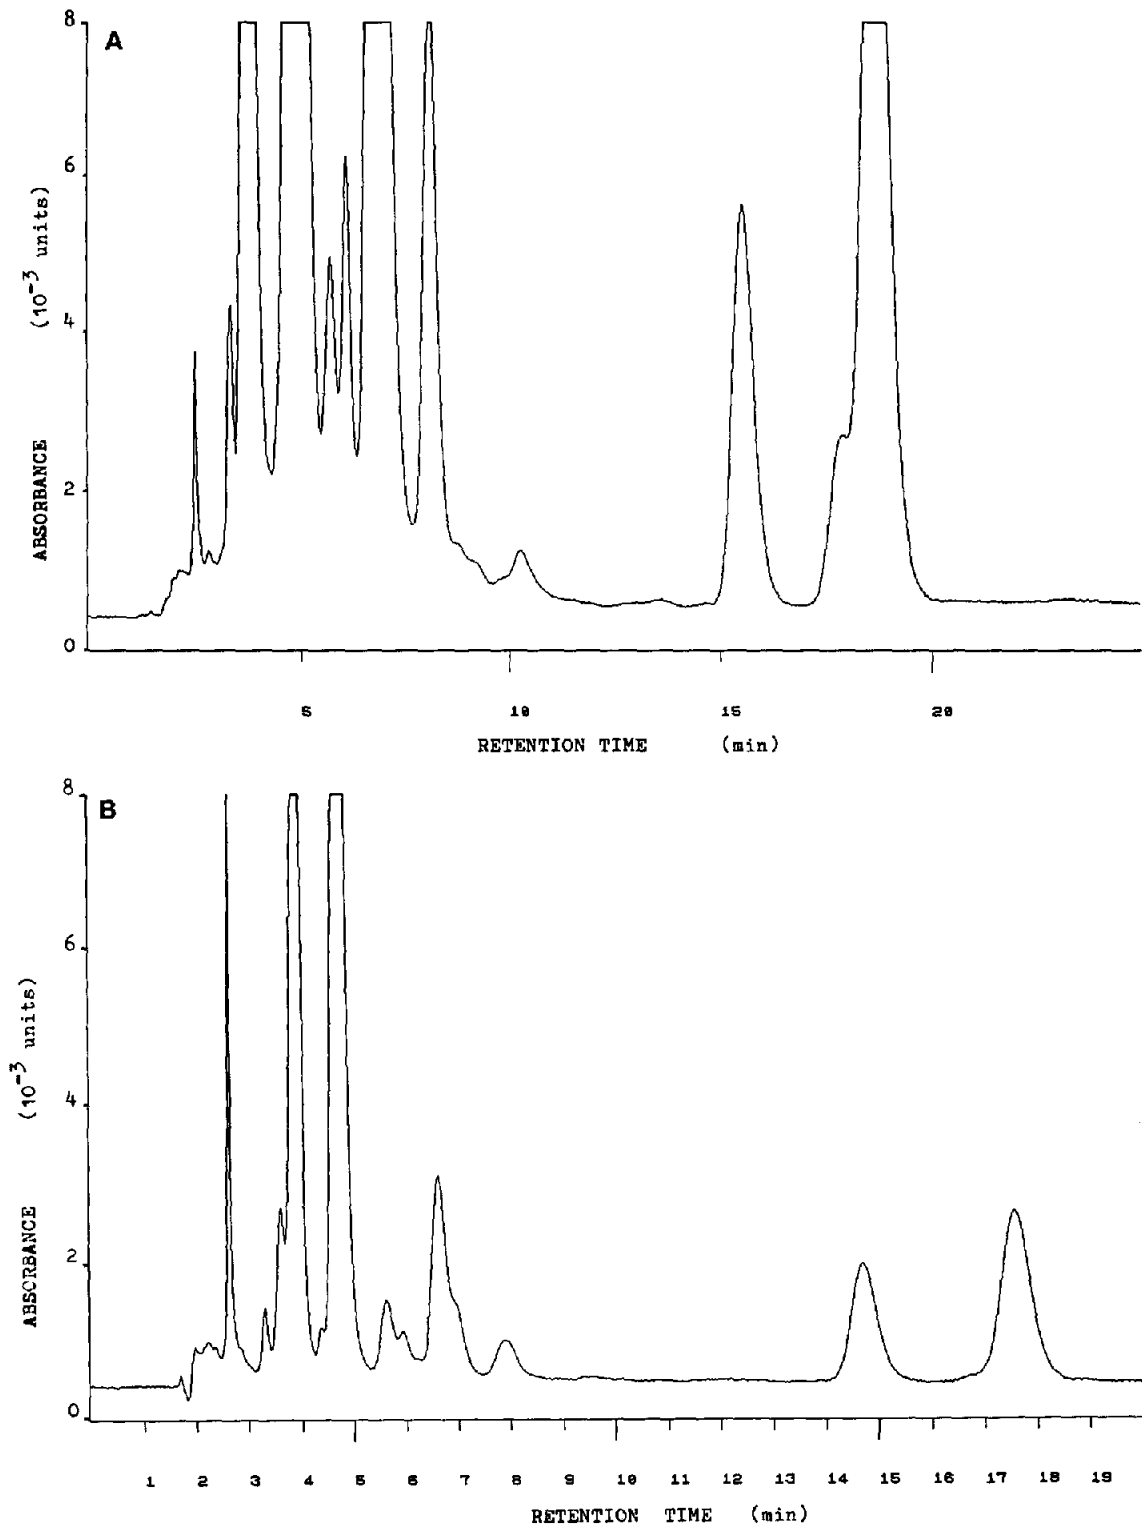 8
A
6
4
2
0
ABSORBANCE (10⁻³ units)
5 10 15 20
RETENTION TIME (min)
8
B
6
4
2
0
ABSORBANCE (10⁻³ units)
1 2 3 4 5 6 7 8 9 10 11 12 13 14 15 16 17 18 19
RETENTION TIME (min)